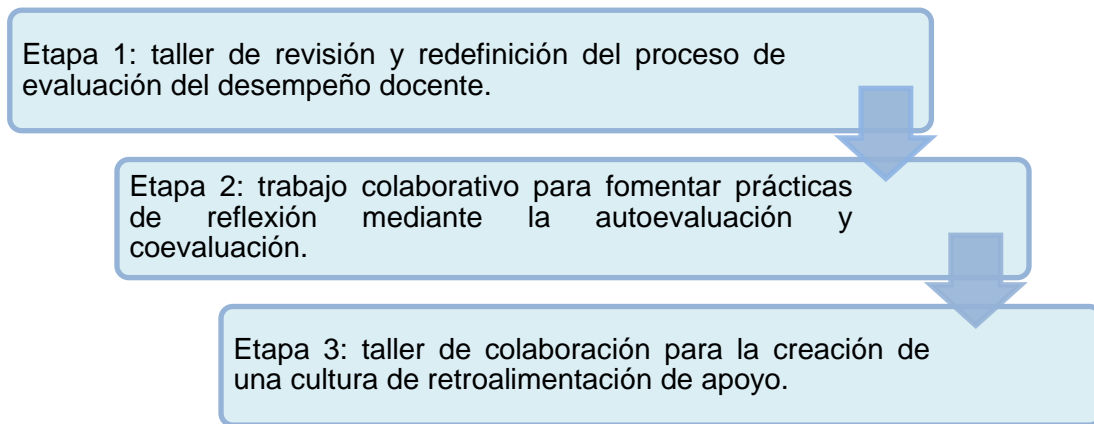 Etapa 1: taller de revisión y redefinición del proceso de
evaluación del desempeño docente.
Etapa 2: trabajo colaborativo para fomentar prácticas
de reflexión mediante la autoevaluación y
coevaluación.
Etapa 3: taller de colaboración para la creación de
una cultura de retroalimentación de apoyo.